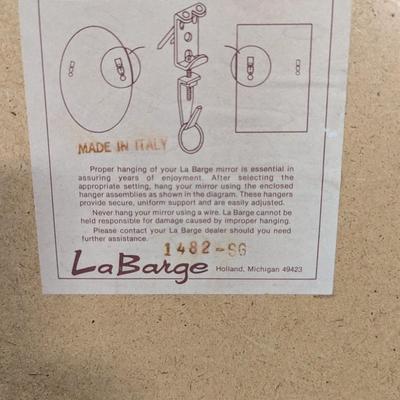 MADE IN ITALY
Proper hanging of your La Barge mirror is essential in
assuring years of enjoyment. After selecting the
appropriate setting, hang your mirror using the enclosed
hanger assemblies as shown in the diagram. These hangers
provide secure, uniform support and are easily adjusted.
Never hang your mirror using a wire. La Barge cannot be
held responsible for damage caused by improper hanging.
Please contact your La Barge dealer should you need
further assistance.
1482-SG
LaBarge Holland, Michigan 49423